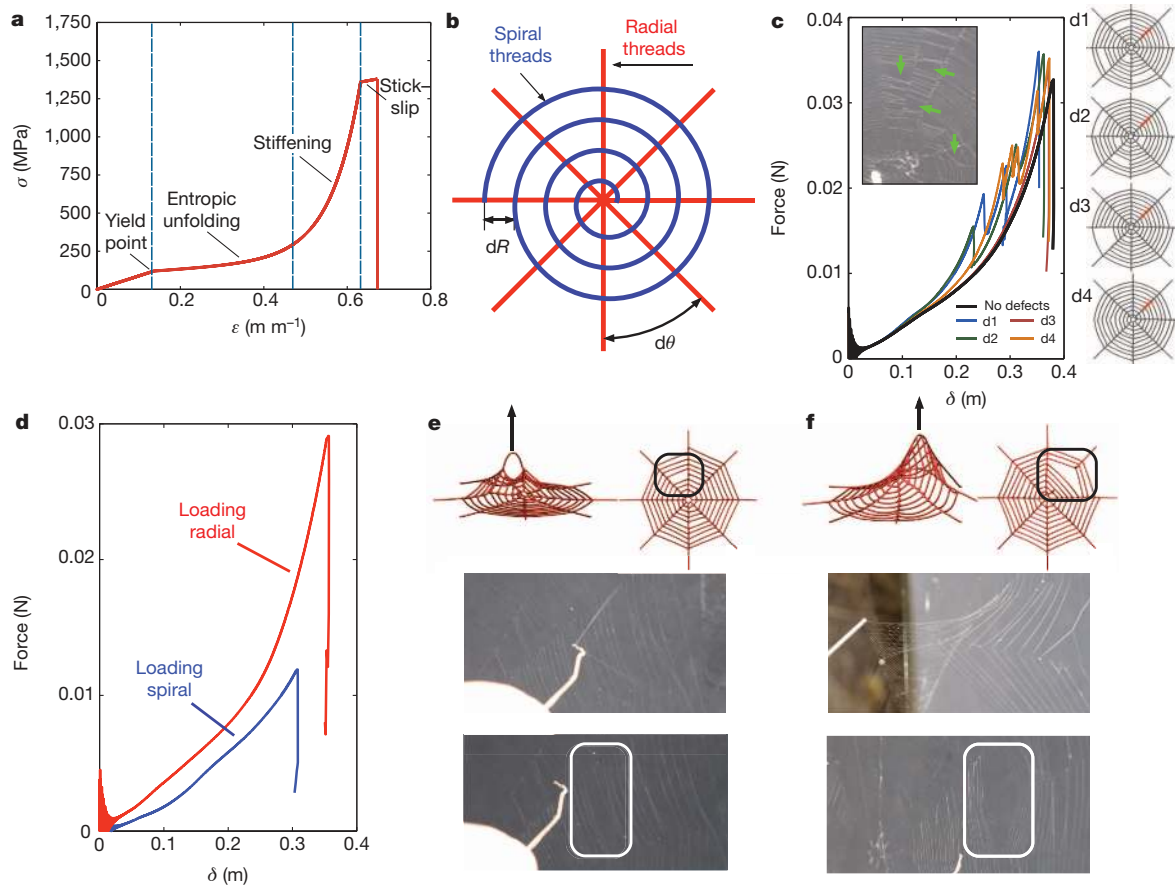 a
1,750
1,500
1,250
1,000
750
500
250
0
σ (MPa)
0
0.2
0.4
0.6
0.8
ε (m m⁻¹)
Yield
point
Entropic
unfolding
Stiffening
Stick–
slip
b
Spiral
threads
Radial
threads
dR
dθ
c
0.04
0.03
0.02
0.01
0
Force (N)
0
0.1
0.2
0.3
0.4
δ (m)
No defects
d1
d3
d2
d4
d1
d2
d3
d4
d
0.03
0.02
0.01
0
Force (N)
0
0.1
0.2
0.3
0.4
δ (m)
Loading
radial
Loading
spiral
e
f